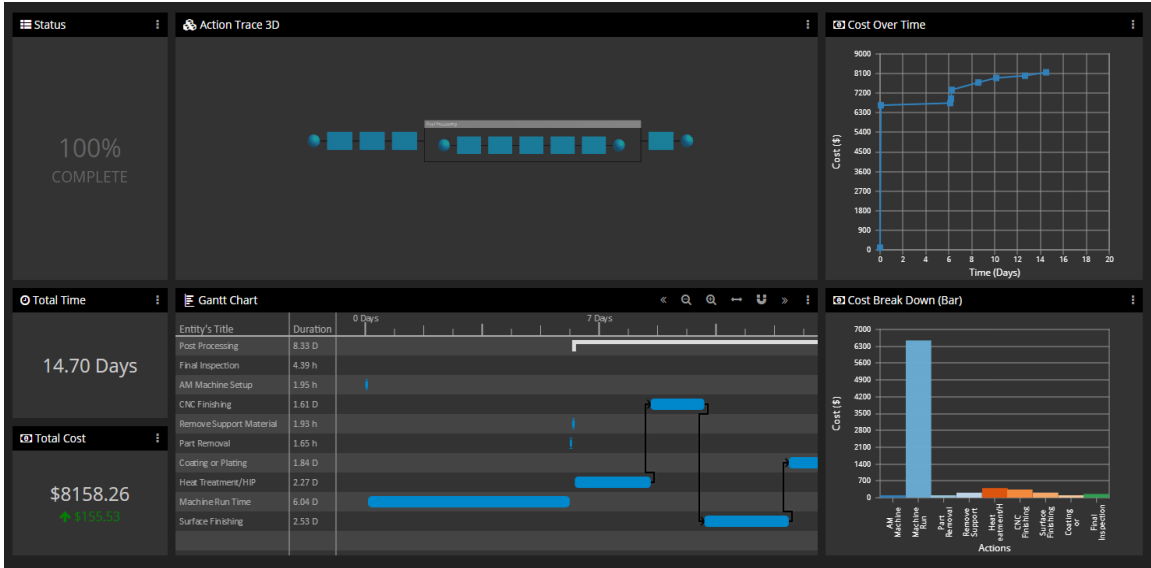 Status
Action Trace 3D
Cost Over Time
100%
COMPLETE
Post Processing
9000
8100
7200
6300
5400
4500
3600
2700
1800
900
0
Cost ($)
0 2 4 6 8 10 12 14 16 18 20
Time (Days)
Total Time
14.70 Days
Total Cost
$8158.26
$155.53
Gantt Chart
0 Days 7 Days
Entity's Title Duration
Post Processing 8.33 D
Final Inspection 4.39 h
AM Machine Setup 1.95 h
CNC Finishing 1.61 D
Remove Support Material 1.93 h
Part Removal 1.65 h
Coating or Plating 1.84 D
Heat Treatment/HIP 2.27 D
Machine Run Time 6.04 D
Surface Finishing 2.53 D
Cost Break Down (Bar)
7000
6300
5600
4900
4200
3500
2800
2100
1400
700
0
Cost ($)
AM
Machine
Machine
Run
Part
Removal
Remove
Support
Heat
eatment/H
CNC
Finishing
Surface
Finishing
Coating
or
Final
Inspection
Actions